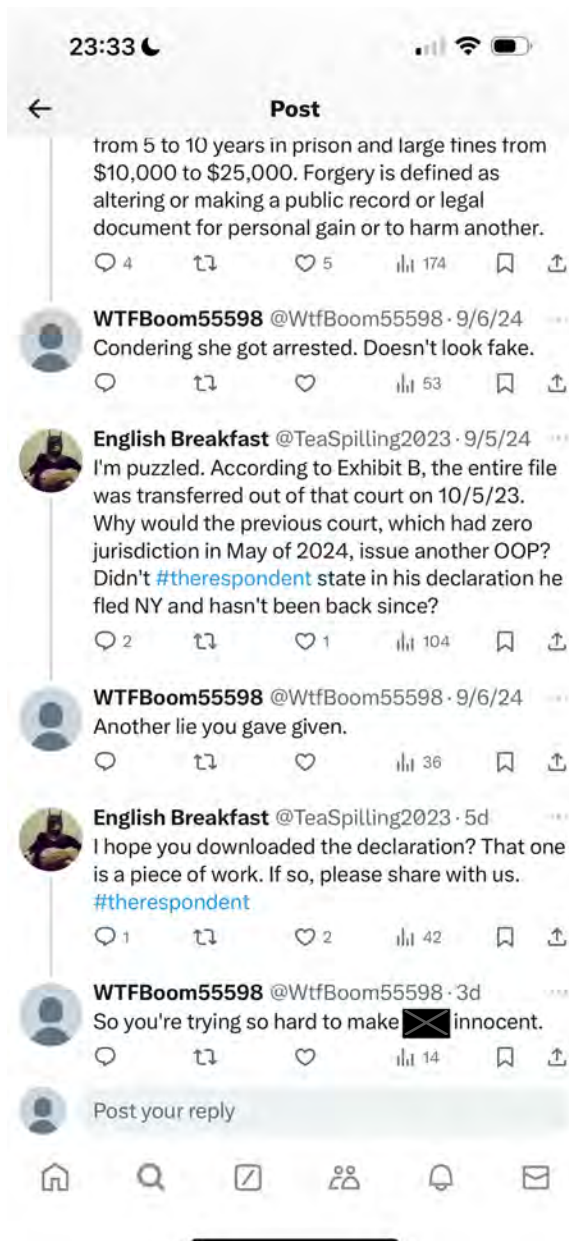 23:33
Post
from 5 to 10 years in prison and large fines from
$10,000 to $25,000. Forgery is defined as
altering or making a public record or legal
document for personal gain or to harm another.
4 5 174
WTFBoom55598 @WtfBoom55598 · 9/6/24
Condering she got arrested. Doesn't look fake.
53
English Breakfast @TeaSpilling2023 · 9/5/24
I'm puzzled. According to Exhibit B, the entire file
was transferred out of that court on 10/5/23.
Why would the previous court, which had zero
jurisdiction in May of 2024, issue another OOP?
Didn't #therespondent state in his declaration he
fled NY and hasn't been back since?
2 1 104
WTFBoom55598 @WtfBoom55598 · 9/6/24
Another lie you gave given.
36
English Breakfast @TeaSpilling2023 · 5d
I hope you downloaded the declaration? That one
is a piece of work. If so, please share with us.
#therespondent
1 2 42
WTFBoom55598 @WtfBoom55598 · 3d
So you're trying so hard to make innocent.
14
Post your reply